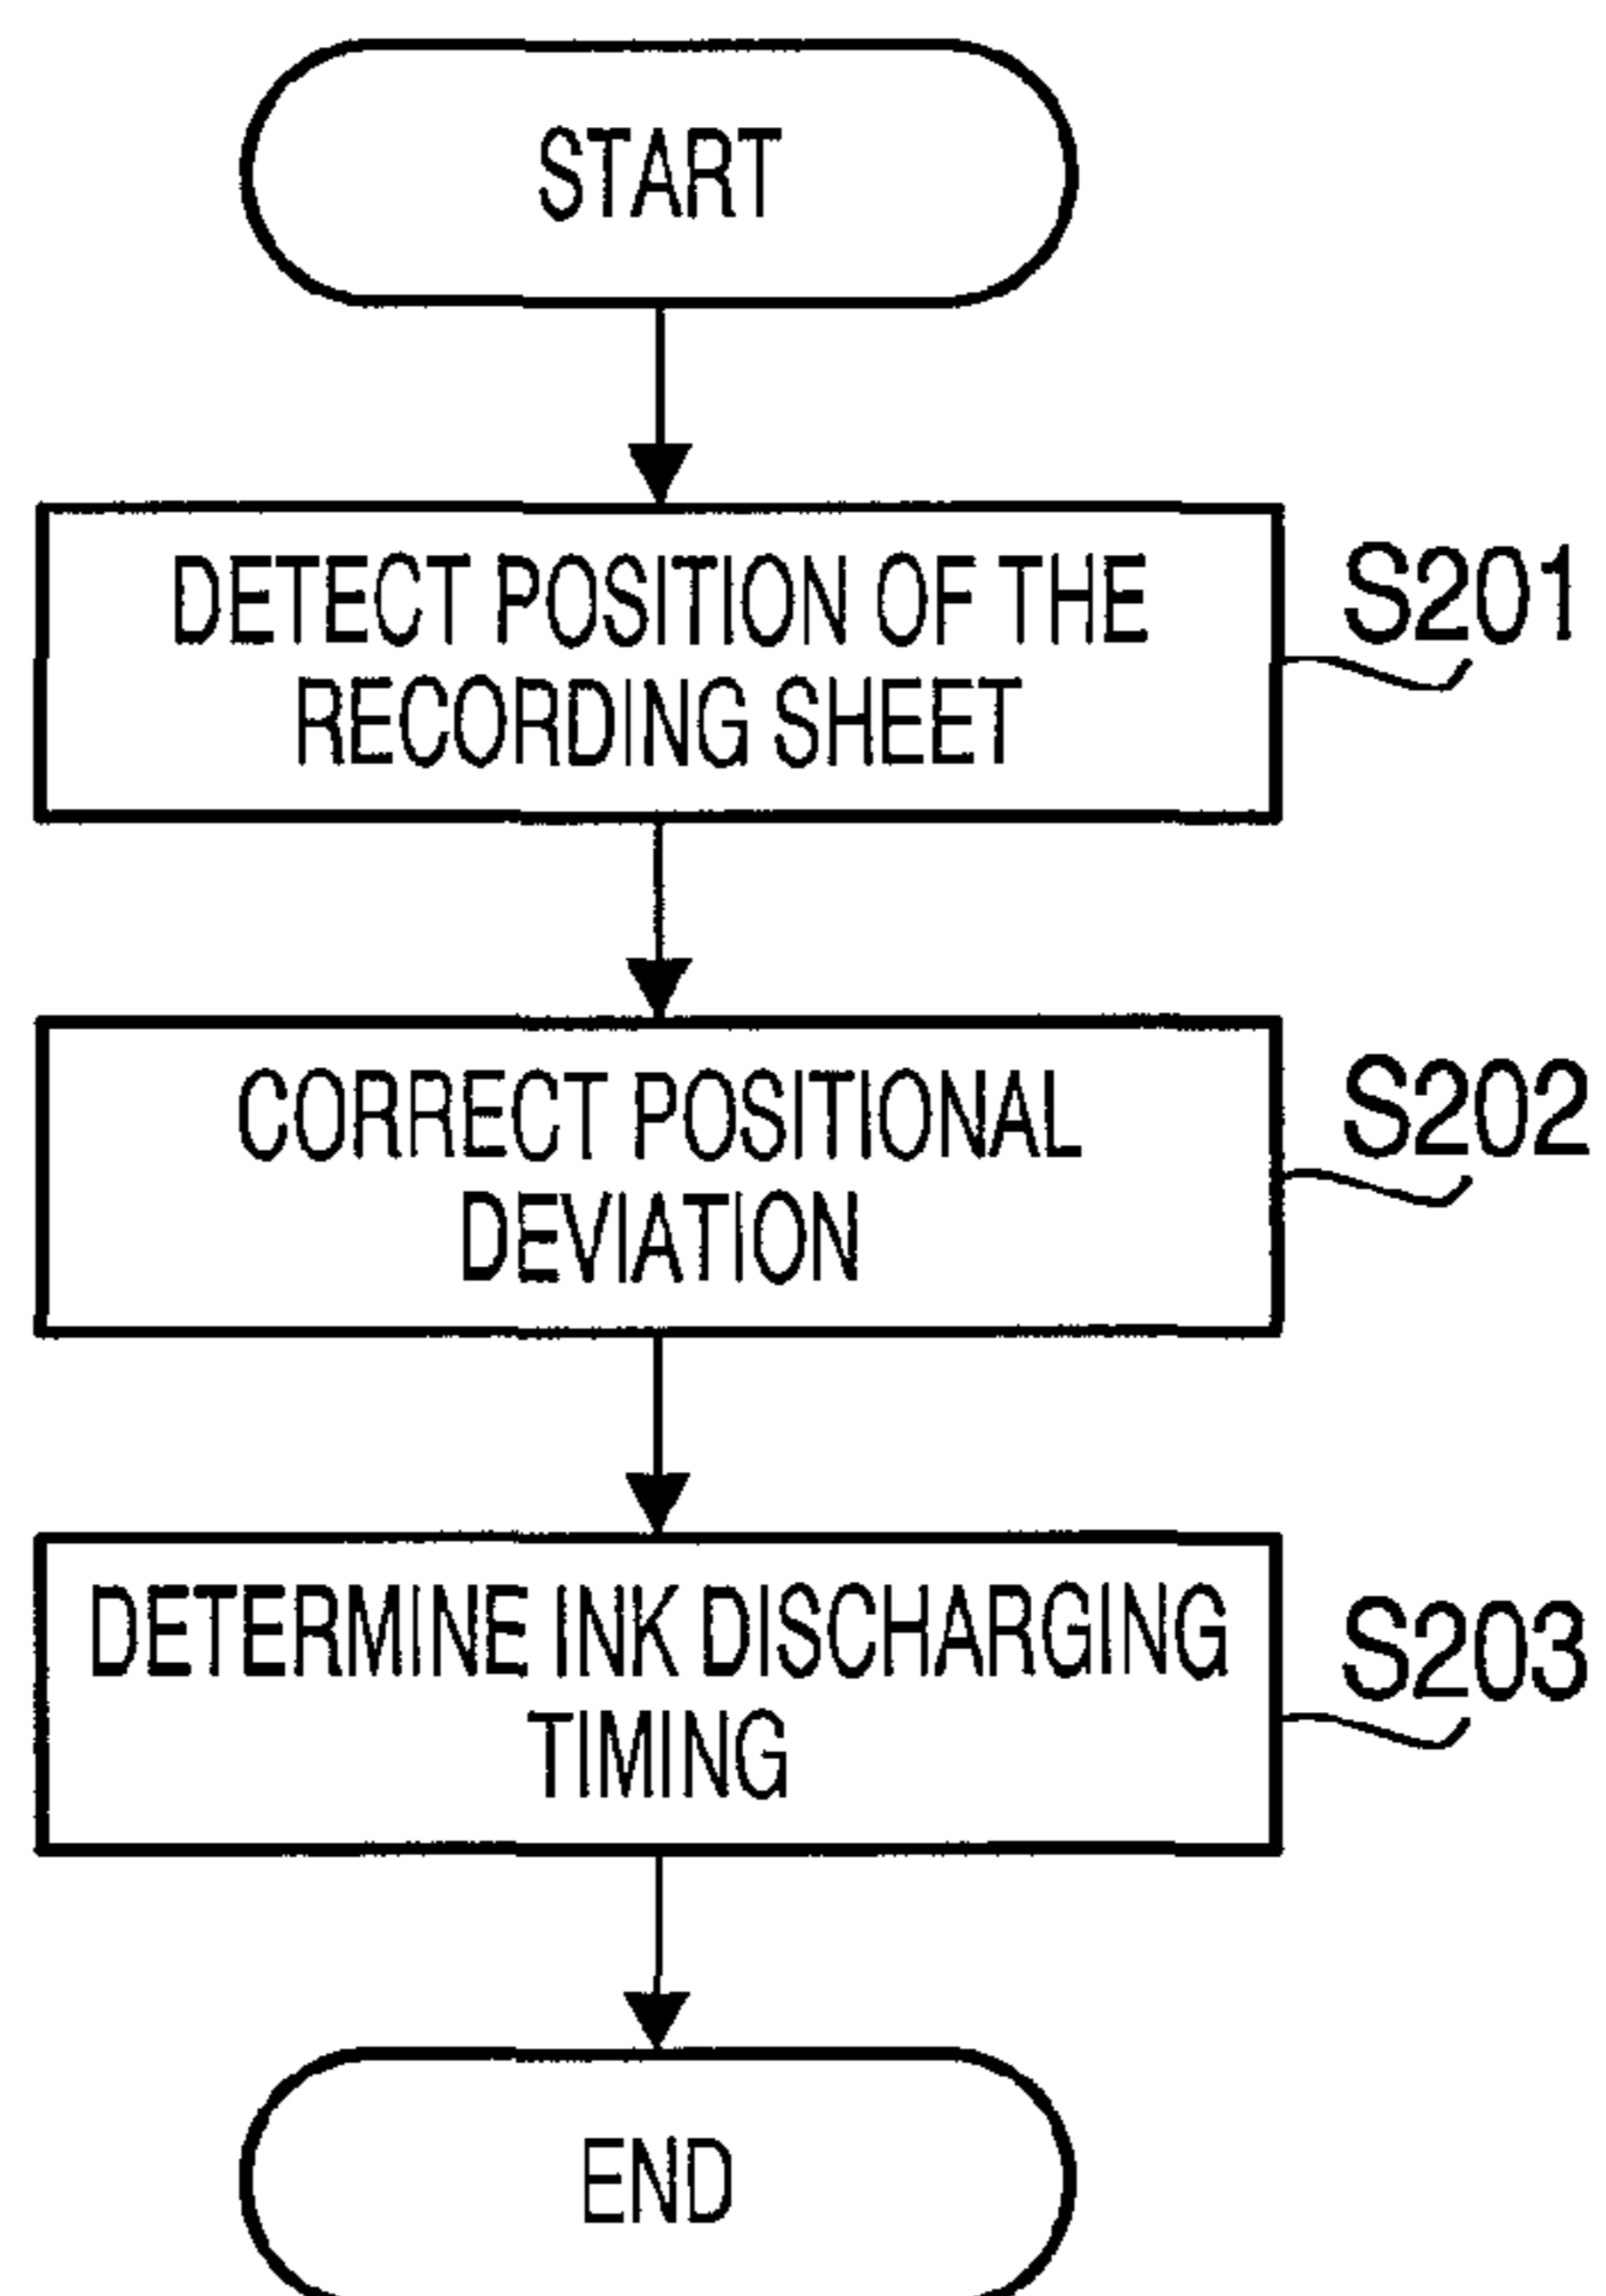 START
DETECT POSITION OF THE
RECORDING SHEET
S201
CORRECT POSITIONAL
DEVIATION
S202
DETERMINE INK DISCHARGING
TIMING
S203
END